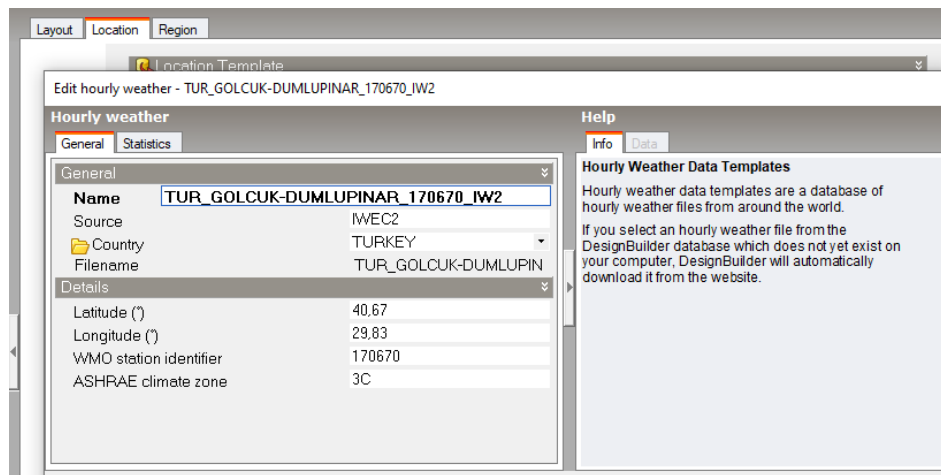 Layout Location Region
Location Template
Edit hourly weather - TUR_GOLCUK-DUMLUPINAR_170670_IW2
Hourly weather
General Statistics
General
Name TUR_GOLCUK-DUMLUPINAR_170670_IW2
Source IWEC2
Country TURKEY
Filename TUR_GOLCUK-DUMLUPIN
Details
Latitude (°) 40,67
Longitude (°) 29,83
WMO station identifier 170670
ASHRAE climate zone 3C
Help
Info Data
Hourly Weather Data Templates
Hourly weather data templates are a database of
hourly weather files from around the world.
If you select an hourly weather file from the
DesignBuilder database which does not yet exist on
your computer, DesignBuilder will automatically
download it from the website.